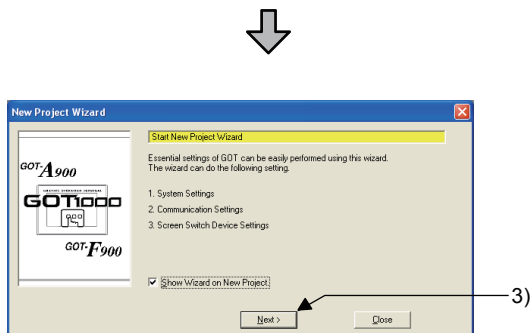 New Project Wizard
Start New Project Wizard
Essential settings of GOT can be easily performed using this wizard.
The wizard can do the following setting.
GOT-A900
GOT1000
GOT-F900
1. System Settings
2. Communication Settings
3. Screen Switch Device Settings
Show Wizard on New Project
Next >
Close
3)